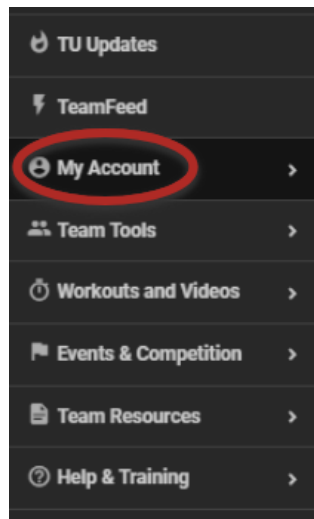 TU Updates
TeamFeed
My Account
Team Tools
Workouts and Videos
Events & Competition
Team Resources
Help & Training